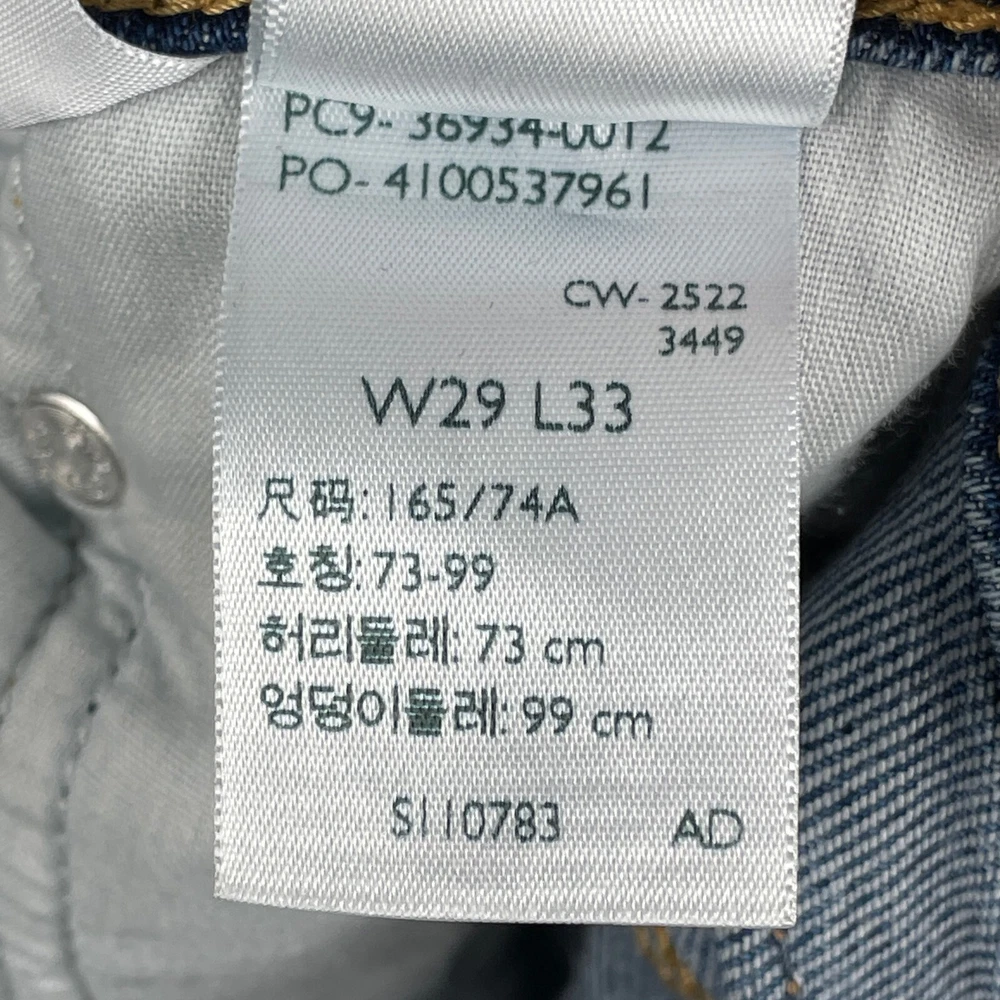 PC9- 36934-0012
PO- 4100537961
CW- 2522
3449
W29 L33
尺码: 165/74A
호칭: 73-99
허리둘레: 73 cm
엉덩이둘레: 99 cm
S110783 AD